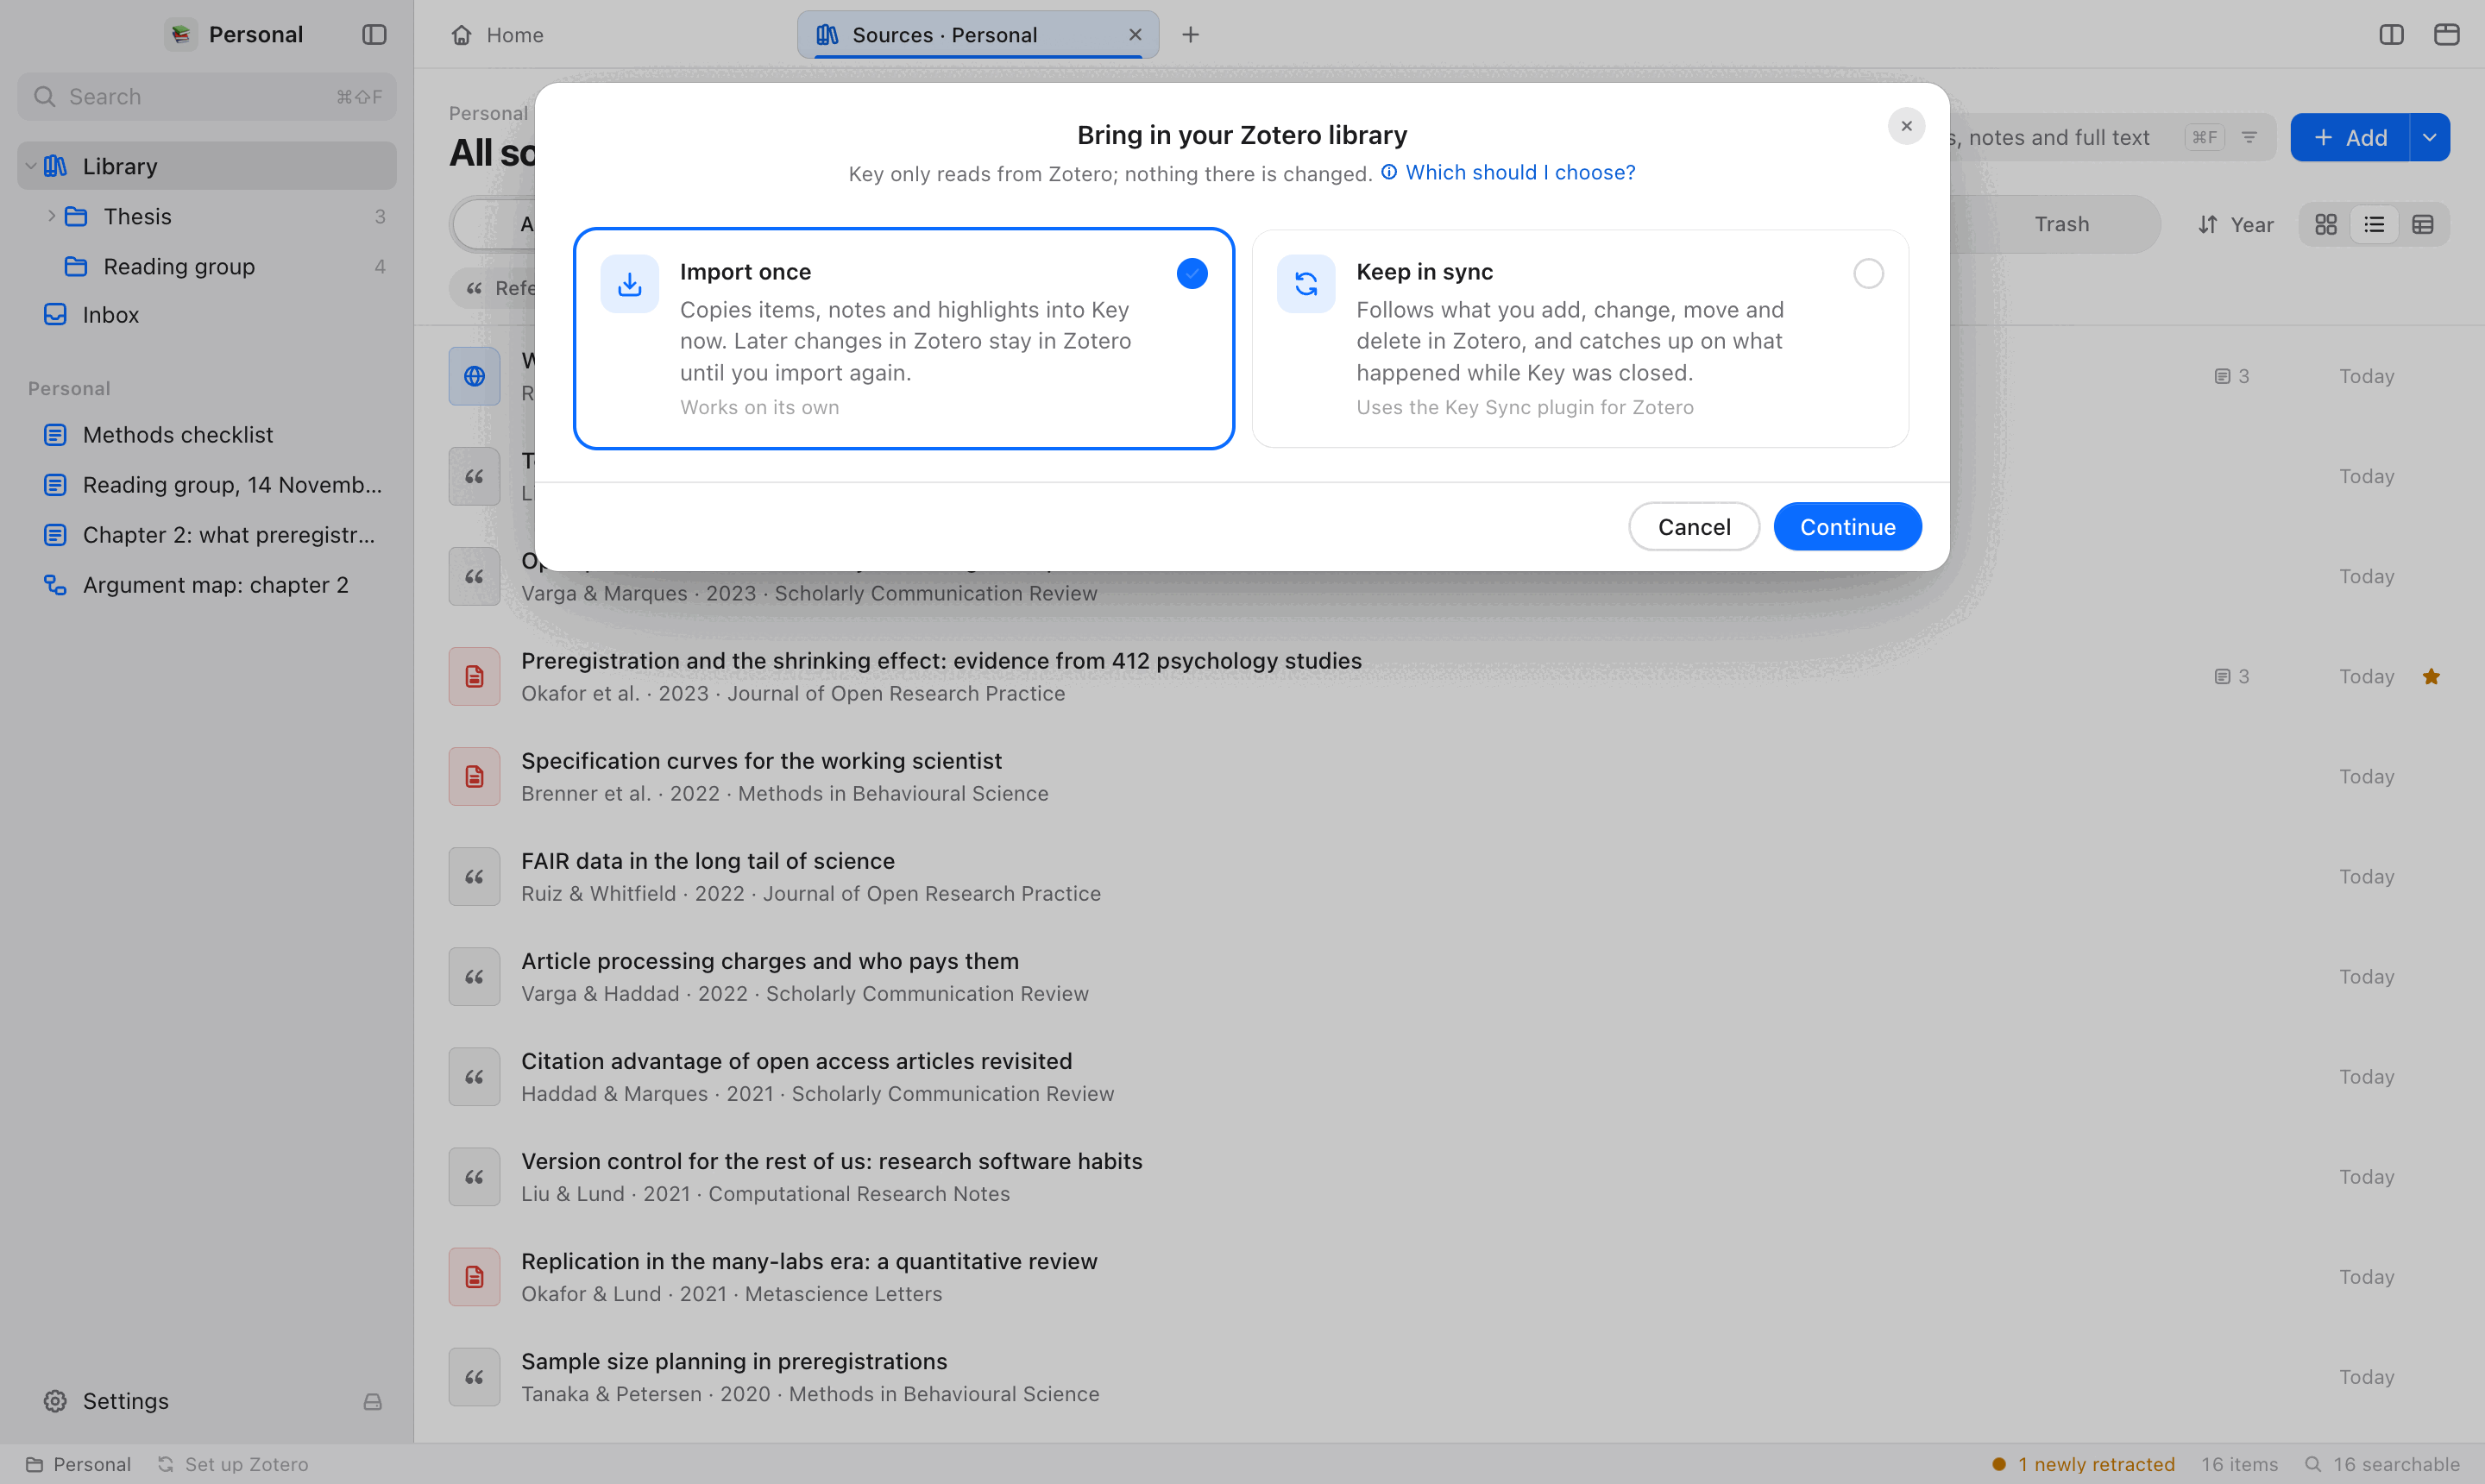 Personal
Search ⌘⇧F
Library
Thesis 3
Reading group 4
Inbox
Personal
Methods checklist
Reading group, 14 Novemb...
Chapter 2: what preregistr...
Argument map: chapter 2
Settings
Home
Sources · Personal
Personal
All so
s, notes and full text ⌘F
Add
Trash
Year
Refe
Bring in your Zotero library
Key only reads from Zotero; nothing there is changed. Which should I choose?
Import once
Copies items, notes and highlights into Key
now. Later changes in Zotero stay in Zotero
until you import again.
Works on its own
Keep in sync
Follows what you add, change, move and
delete in Zotero, and catches up on what
happened while Key was closed.
Uses the Key Sync plugin for Zotero
Cancel
Continue
3 Today
Today
Today
Varga & Marques · 2023 · Scholarly Communication Review
Preregistration and the shrinking effect: evidence from 412 psychology studies
Okafor et al. · 2023 · Journal of Open Research Practice
3 Today
Specification curves for the working scientist
Brenner et al. · 2022 · Methods in Behavioural Science
Today
FAIR data in the long tail of science
Ruiz & Whitfield · 2022 · Journal of Open Research Practice
Today
Article processing charges and who pays them
Varga & Haddad · 2022 · Scholarly Communication Review
Today
Citation advantage of open access articles revisited
Haddad & Marques · 2021 · Scholarly Communication Review
Today
Version control for the rest of us: research software habits
Liu & Lund · 2021 · Computational Research Notes
Today
Replication in the many-labs era: a quantitative review
Okafor & Lund · 2021 · Metascience Letters
Today
Sample size planning in preregistrations
Tanaka & Petersen · 2020 · Methods in Behavioural Science
Today
Personal
Set up Zotero
1 newly retracted
16 items
16 searchable